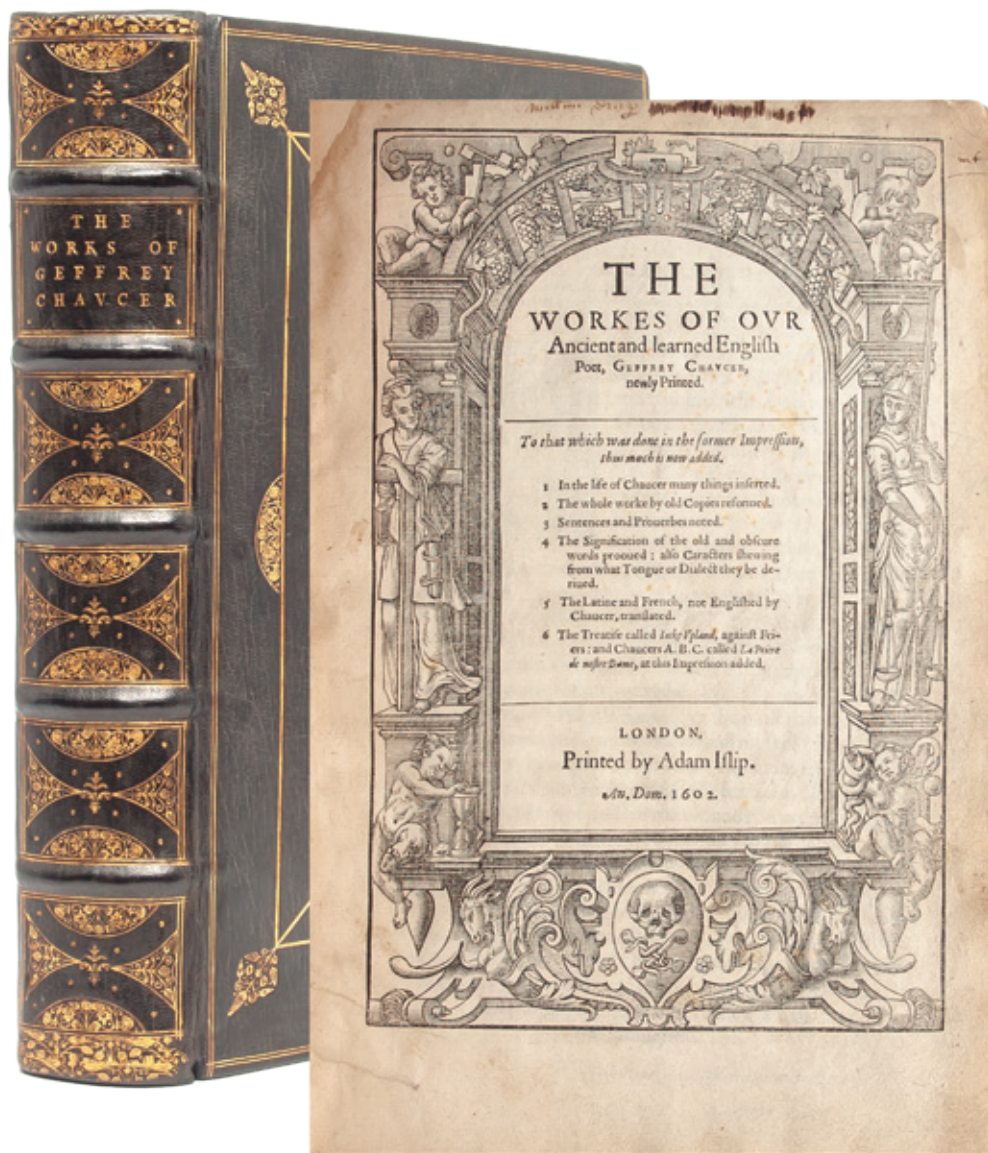 THE
WORKS OF
GEFFREY
CHAVCER
THE
WORKES OF OVR
Ancient and learned Engliſh
Poet, GEFFREY CHAVCER,
newly Printed.
To that which was done in the former Impreſſions,
thus much is now added.
1 In the life of Chaucer many things inſerted.
2 The whole worke by old Copies reformed.
3 Sentences and Prouerbes noted.
4 The Signification of the old and obſcure
words prooued: alſo Caracters ſhewing
from what Tongue or Dialect they be de-
riued.
5 The Latine and French, not Engliſhed by
Chaucer, tranſlated.
6 The Treatiſe called Iacke Vpland, againſt Fri-
ers: and Chaucers A.B.C. called La Priere
de noſtre Dame, at this Impreſſion added.
LONDON,
Printed by Adam Iſlip.
An. Dom. 1602.